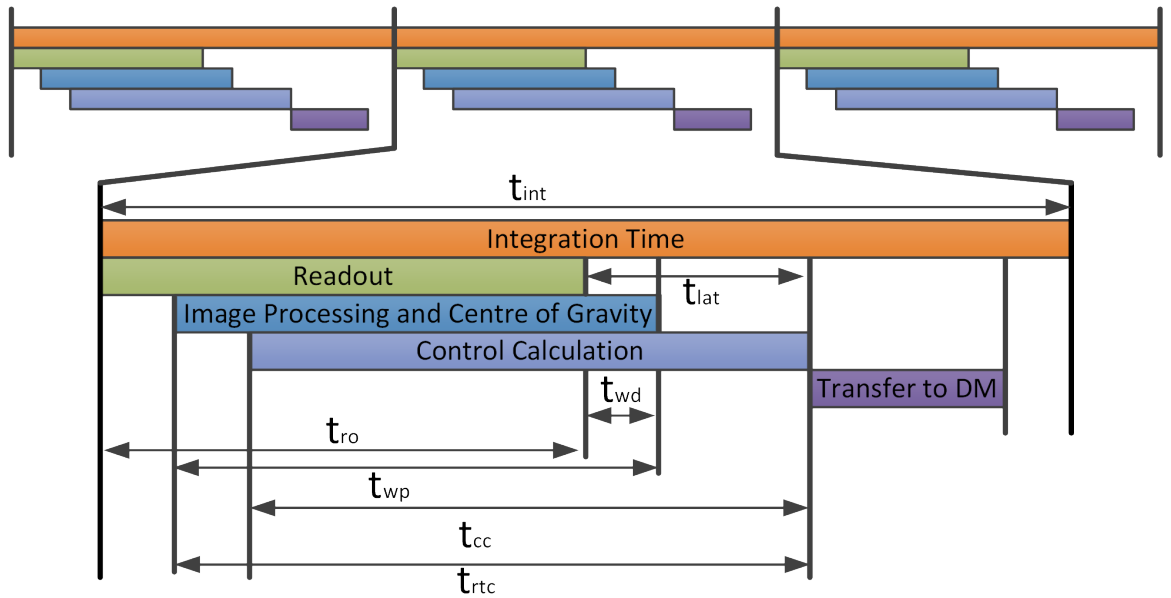 tint
Integration Time
Readout
tlat
Image Processing and Centre of Gravity
Control Calculation
Transfer to DM
twd
tro
twp
tcc
trtc